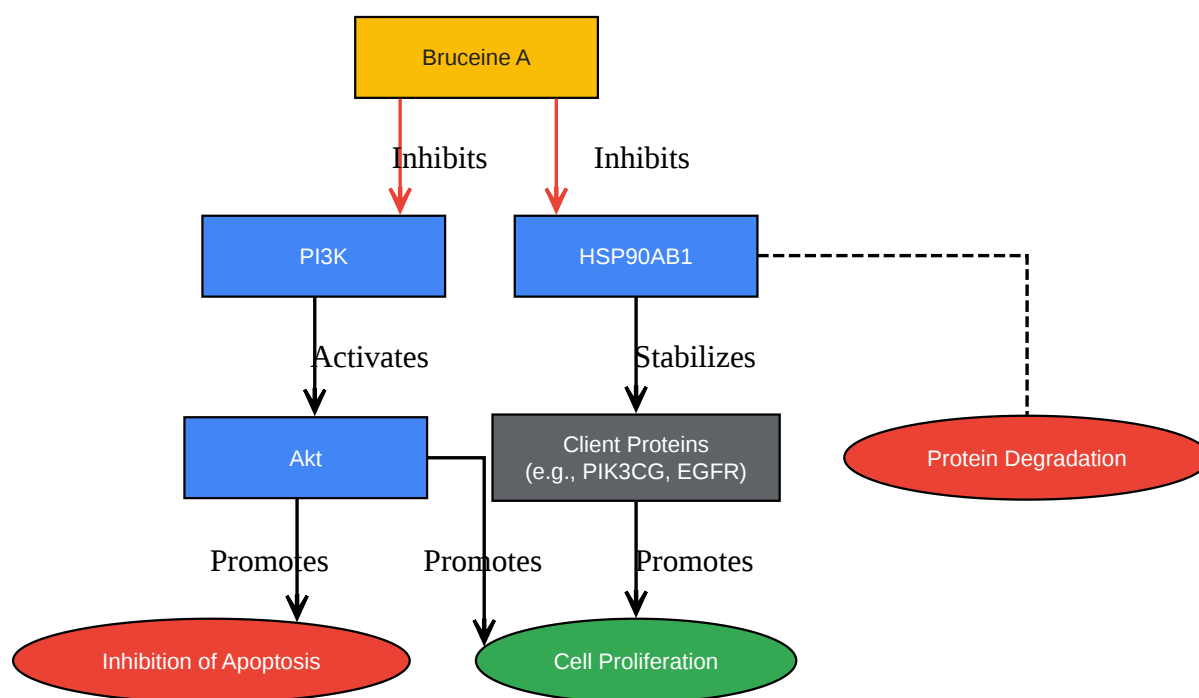 Bruceine A
Inhibits
Inhibits
PI3K
HSP90AB1
Activates
Stabilizes
Akt
Client Proteins
(e.g., PIK3CG, EGFR)
Protein Degradation
Promotes
Promotes
Promotes
Inhibition of Apoptosis
Cell Proliferation